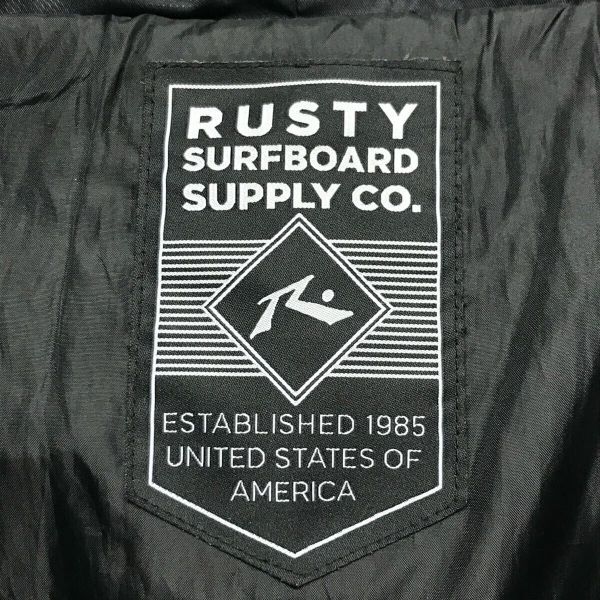 RUSTY
SURFBOARD
SUPPLY CO.
ESTABLISHED 1985
UNITED STATES OF
AMERICA